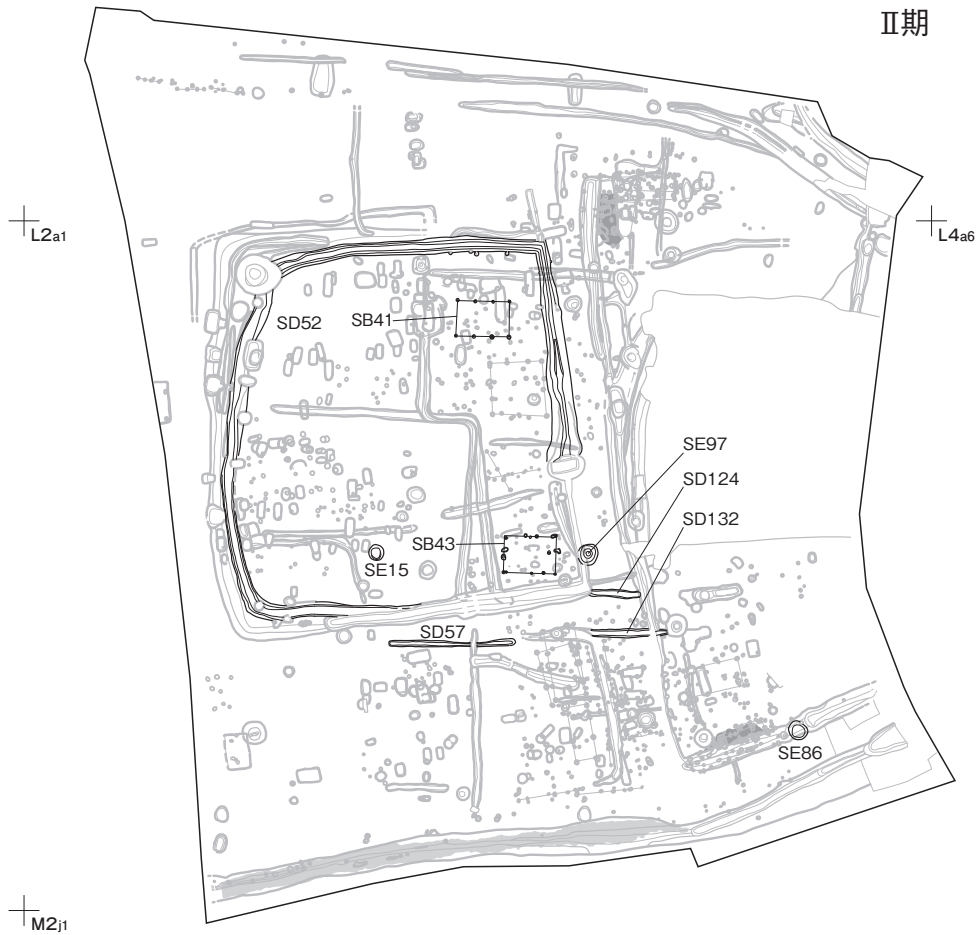 II期
L2a1
L4a6
SD52
SB41
SE97
SD124
SD132
SB43
SE15
SD57
SE86
M2j1